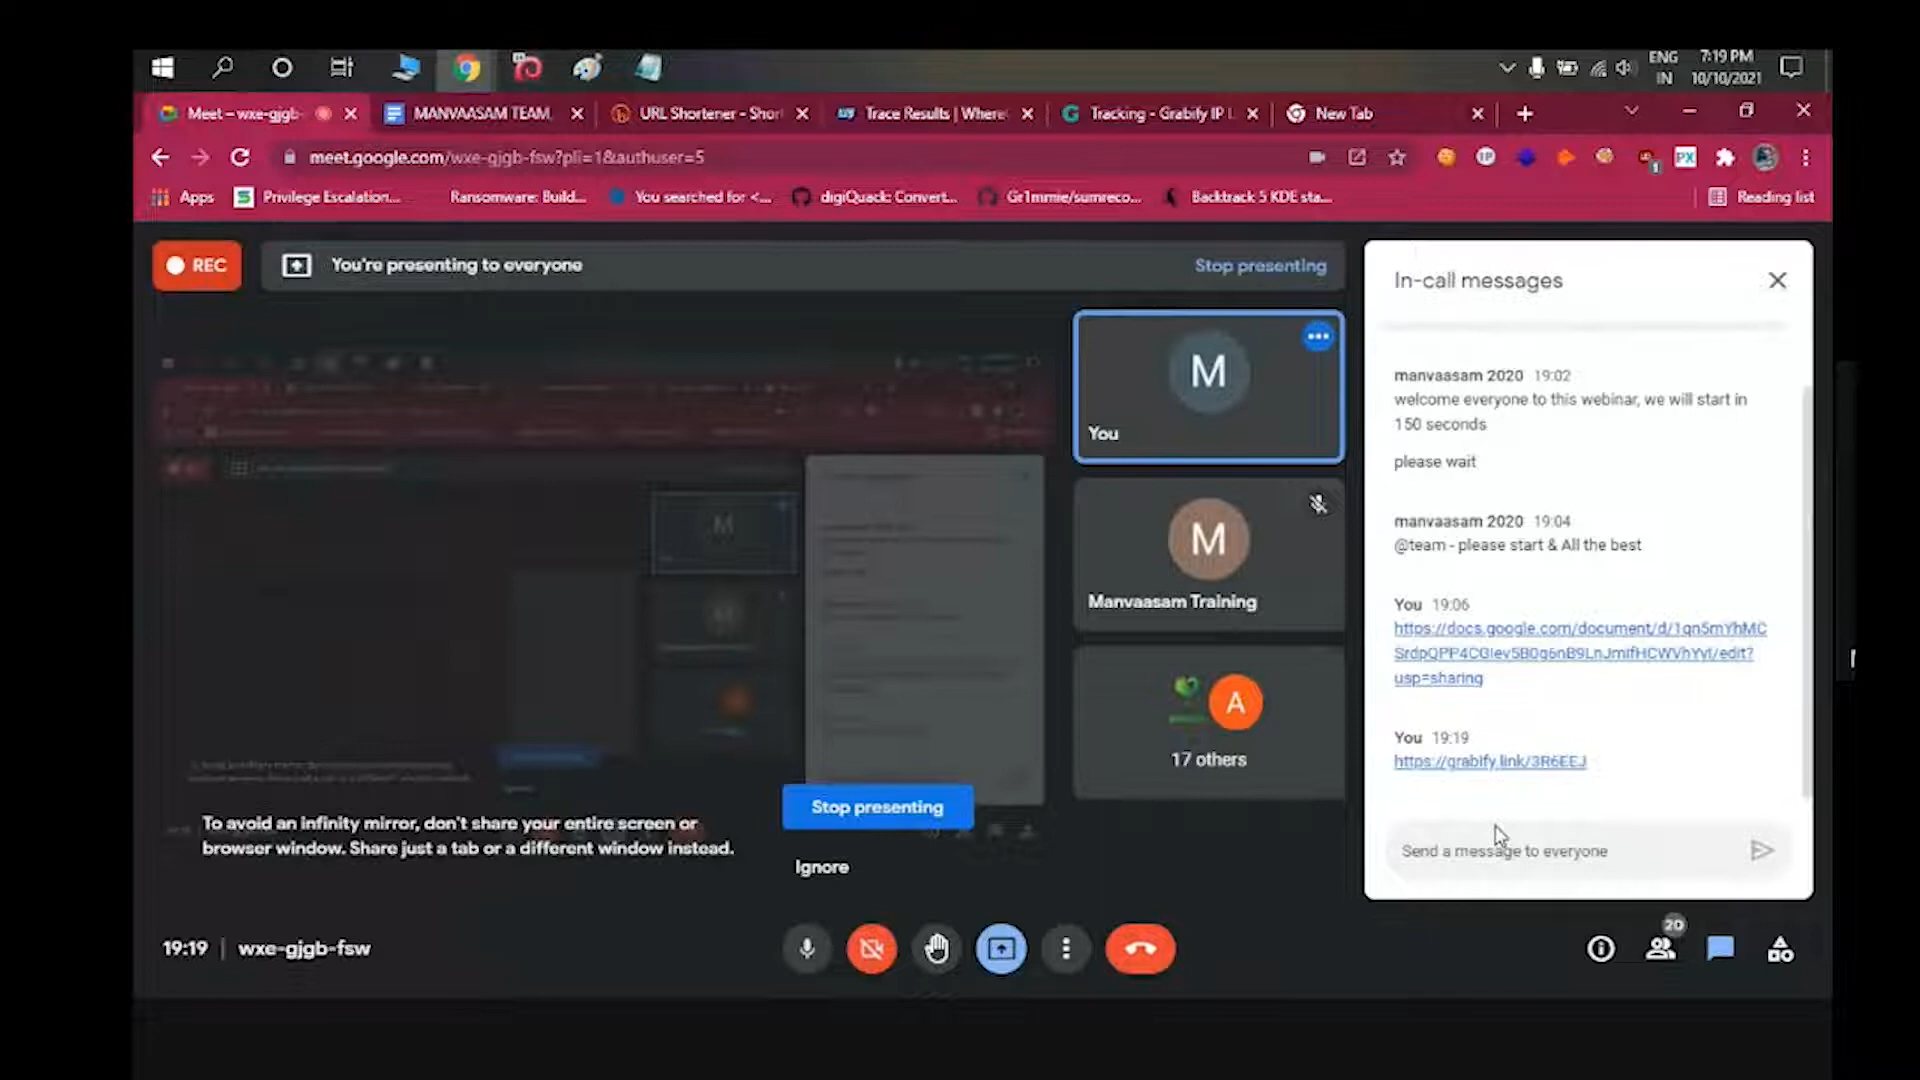 ENG
IN
7:19 PM
10/10/2021
Meet – wxe-gjgb-
MANVAASAM TEAM
URL Shortener - Shor
Trace Results | Where
Tracking - Grabify IP L
New Tab
meet.google.com/wxe-gjgb-fsw?pli=1&authuser=5
Apps
Privilege Escalation...
Ransomware: Build...
You searched for <...
digiQuack: Convert...
Gr1mmie/sumreco...
Backtrack 5 KDE sta...
Reading list
REC
You're presenting to everyone
Stop presenting
M
You
M
Manvaasam Training
A
17 others
To avoid an infinity mirror, don't share your entire screen or
browser window. Share just a tab or a different window instead.
Stop presenting
Ignore
In-call messages
manvaasam 2020 19:02
welcome everyone to this webinar, we will start in
150 seconds
please wait
manvaasam 2020 19:04
@team - please start & All the best
You 19:06
https://docs.google.com/document/d/1qn5mYhMC
usp=sharing
You 19:19
https://grabify.link/3R6EEJ
Send a message to everyone
19:19 | wxe-gjgb-fsw
20